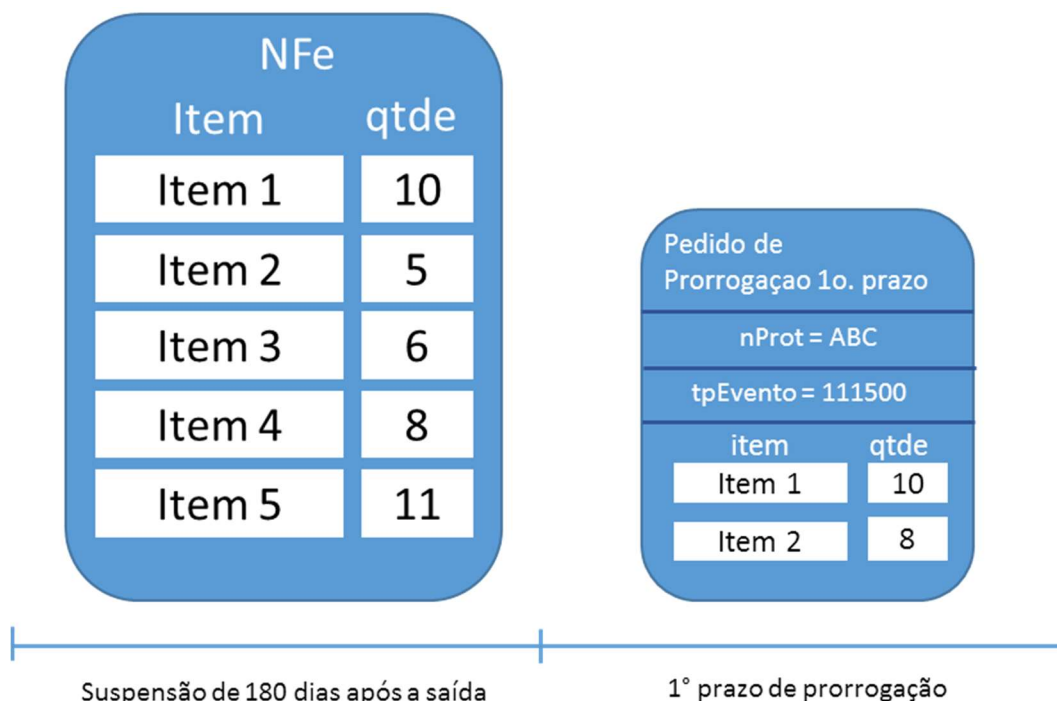 NFe
Item qtde
Item 1 10
Item 2 5
Item 3 6
Item 4 8
Item 5 11
Pedido de
Prorrogaçao 1o. prazo
nProt = ABC
tpEvento = 111500
item qtde
Item 1 10
Item 2 8
Suspensão de 180 dias após a saída
1° prazo de prorrogação